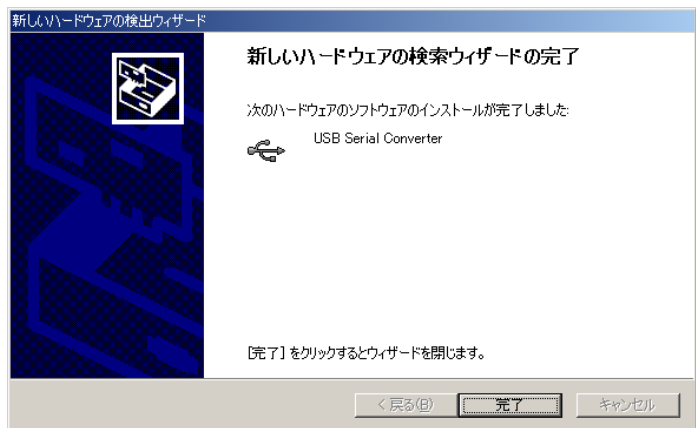 新しいハードウェアの検出ウィザード
新しいハードウェアの検索ウィザードの完了
次のハードウェアのソフトウェアのインストールが完了しました:
USB Serial Converter
[完了] をクリックするとウィザードを閉じます。
< 戻る(B)
完了
キャンセル